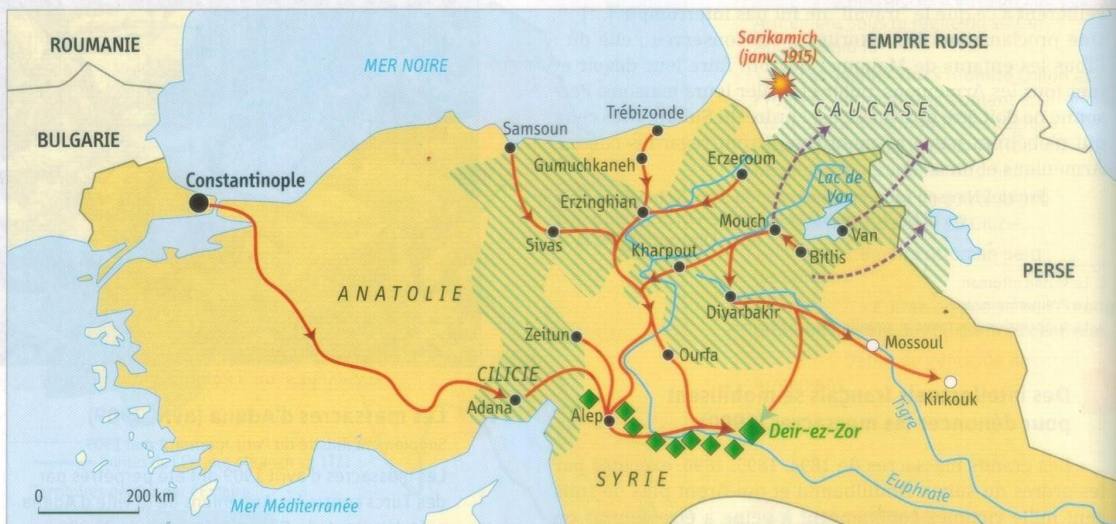 ROUMANIE
MER NOIRE
Sarikamich
(janv. 1915)
EMPIRE RUSSE
CAUCASE
BULGARIE
Samsoun
Trébizonde
Gumuchkaneh
Erzeroum
Constantinople
Erzinghian
Lac de
Van
Mouch
Van
Sivas
Kharpout
Bitlis
PERSE
ANATOLIE
Diyarbakir
Zeitun
Ourfa
Mossoul
CILICIE
Adana
Alep
Kirkouk
Tigre
Deir-ez-Zor
SYRIE
Euphrate
0 200 km
Mer Méditerranée